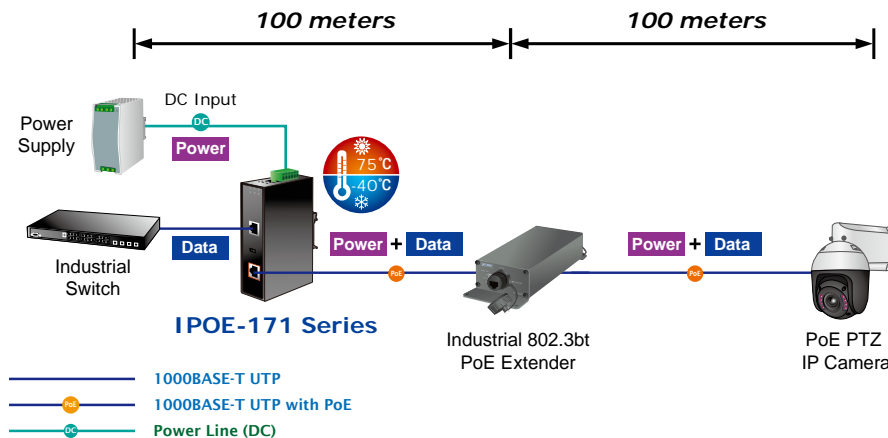 100 meters
100 meters
DC Input
DC
Power
Supply
Power
75°C
-40°C
Data
Industrial
Switch
Power + Data
PoE
Power + Data
PoE
IPOE-171 Series
Industrial 802.3bt
PoE Extender
PoE PTZ
IP Camera
1000BASE-T UTP
PoE
1000BASE-T UTP with PoE
DC
Power Line (DC)